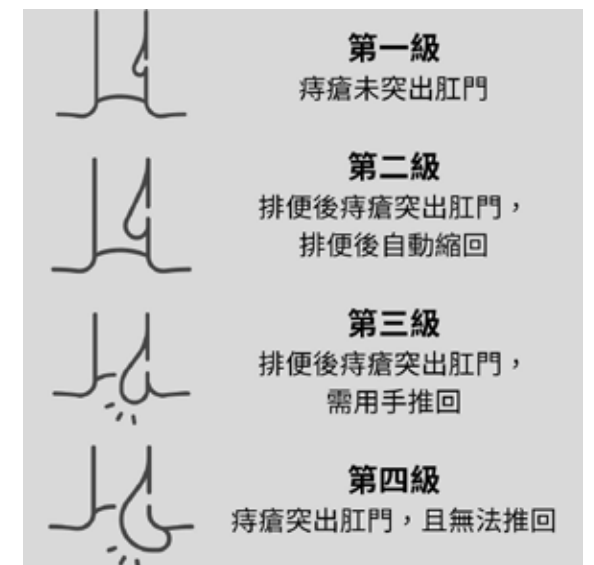 第一級
痔瘡未突出肛門
第二級
排便後痔瘡突出肛門，
排便後自動縮回
第三級
排便後痔瘡突出肛門，
需用手推回
第四級
痔瘡突出肛門，且無法推回